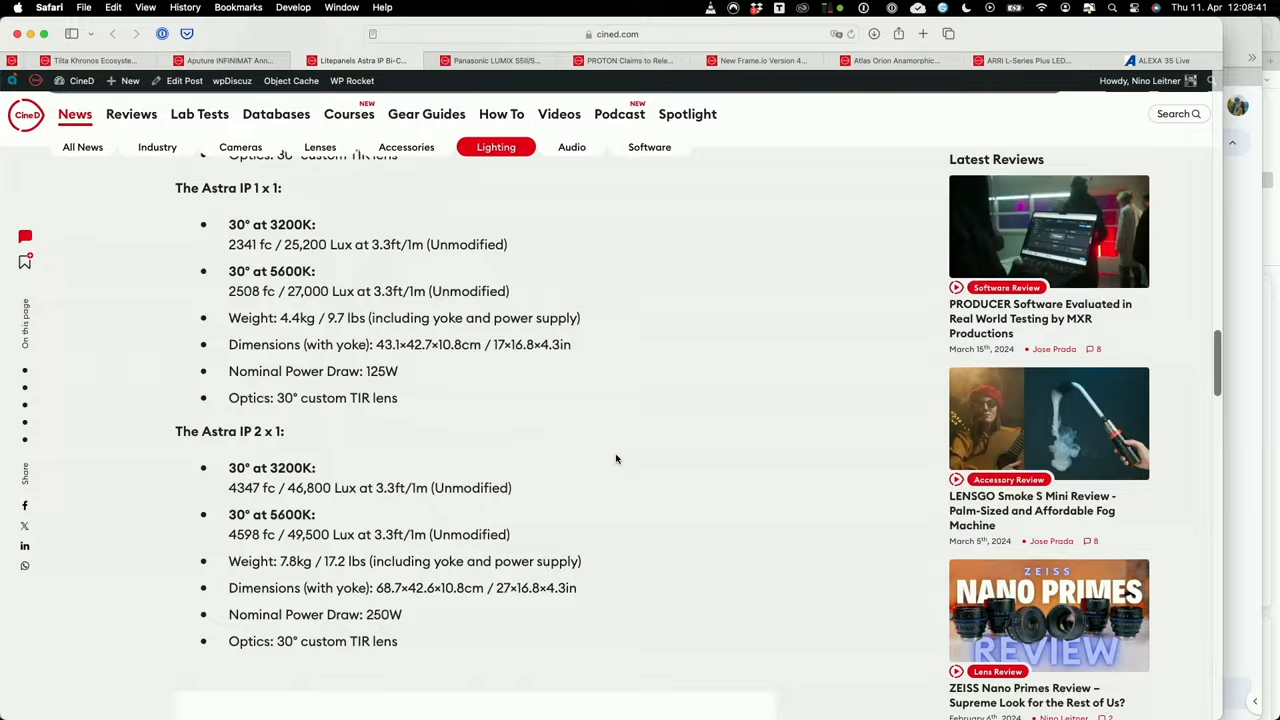 Safari File Edit View History Bookmarks Develop Window Help Thu 11. Apr 12:08:41
cined.com
Tilta Khronos Ecosyste...
Aputure INFINIMAT Ann...
Litepanels Astra IP Bi-C...
Panasonic LUMIX S5II/S...
PROTON Claims to Rele...
New Frame.io Version 4...
Atlas Orion Anamorphic...
ARRI L-Series Plus LED...
ALEXA 35 Live
CineD + New Edit Post wpDiscuz Object Cache WP Rocket Howdy, Nino Leitner
CineD
NEW NEW
News Reviews Lab Tests Databases Courses Gear Guides How To Videos Podcast Spotlight Search
All News Industry Cameras Lenses Accessories Lighting Audio Software
Optics: 30° custom TIR lens
The Astra IP 1 x 1:
30° at 3200K:
2341 fc / 25,200 Lux at 3.3ft/1m (Unmodified)
30° at 5600K:
2508 fc / 27,000 Lux at 3.3ft/1m (Unmodified)
Weight: 4.4kg / 9.7 lbs (including yoke and power supply)
Dimensions (with yoke): 43.1×42.7×10.8cm / 17×16.8×4.3in
Nominal Power Draw: 125W
Optics: 30° custom TIR lens
The Astra IP 2 x 1:
30° at 3200K:
4347 fc / 46,800 Lux at 3.3ft/1m (Unmodified)
30° at 5600K:
4598 fc / 49,500 Lux at 3.3ft/1m (Unmodified)
Weight: 7.8kg / 17.2 lbs (including yoke and power supply)
Dimensions (with yoke): 68.7×42.6×10.8cm / 27×16.8×4.3in
Nominal Power Draw: 250W
Optics: 30° custom TIR lens
On this page
Share
Latest Reviews
Software Review
PRODUCER Software Evaluated in
Real World Testing by MXR
Productions
March 15th, 2024 • Jose Prada 8
Accessory Review
LENSGO Smoke S Mini Review -
Palm-Sized and Affordable Fog
Machine
March 5th, 2024 • Jose Prada 8
ZEISS
NANO PRIMES
REVIEW
Lens Review
ZEISS Nano Primes Review –
Supreme Look for the Rest of Us?
February 6th, 2024 • Nino Leitner 2